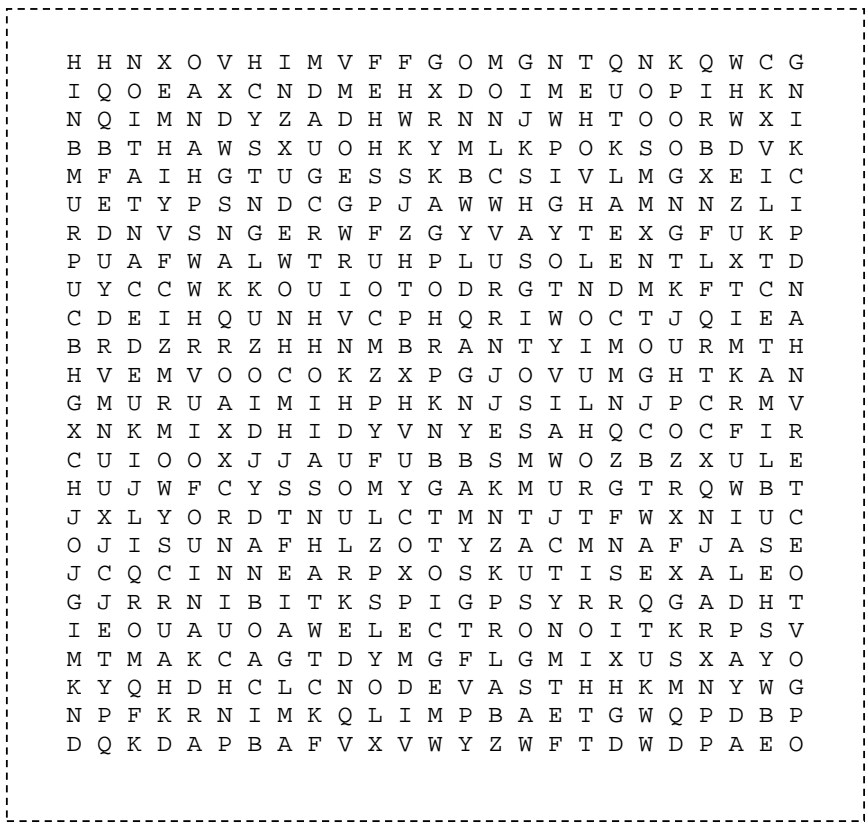 H H N X O V H I M V F F G O M G N T Q N K Q W C G
I Q O E A X C N D M E H X D O I M E U O P I H K N
N Q I M N D Y Z A D H W R N N J W H T O O R W X I
B B T H A W S X U O H K Y M L K P O K S O B D V K
M F A I H G T U G E S S K B C S I V L M G X E I C
U E T Y P S N D C G P J A W W H G H A M N N Z L I
R D N V S N G E R W F Z G Y V A Y T E X G F U K P
P U A F W A L W T R U H P L U S O L E N T L X T D
U Y C C W K K O U I O T O D R G T N D M K F T C N
C D E I H Q U N H V C P H Q R I W O C T J Q I E A
B R D Z R R Z H H N M B R A N T Y I M O U R M T H
H V E M V O O C O K Z X P G J O V U M G H T K A N
G M U R U A I M I H P H K N J S I L N J P C R M V
X N K M I X D H I D Y V N Y E S A H Q C O C F I R
C U I O O X J J A U F U B B S M W O Z B Z X U L E
H U J W F C Y S S O M Y G A K M U R G T R Q W B T
J X L Y O R D T N U L C T M N T J T F W X N I U C
O J I S U N A F H L Z O T Y Z A C M N A F J A S E
J C Q C I N N E A R P X O S K U T I S E X A L E O
G J R R N I B I T K S P I G P S Y R R Q G A D H T
I E O U A U O A W E L E C T R O N O I T K R P S V
M T M A K C A G T D Y M G F L G M I X U S X A Y O
K Y Q H D H C L C N O D E V A S T H H K M N Y W G
N P F K R N I M K Q L I M P B A E T G W Q P D B P
D Q K D A P B A F V X V W Y Z W F T D W D P A E O